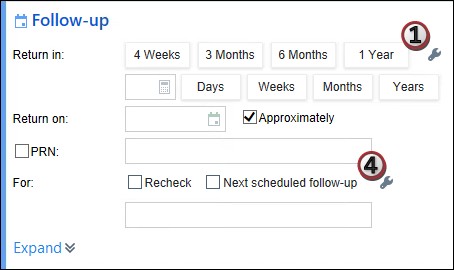 Follow-up
Return in: 4 Weeks 3 Months 6 Months 1 Year 1
Days Weeks Months Years
Return on: Approximately
PRN:
4
For: Recheck Next scheduled follow-up
Expand